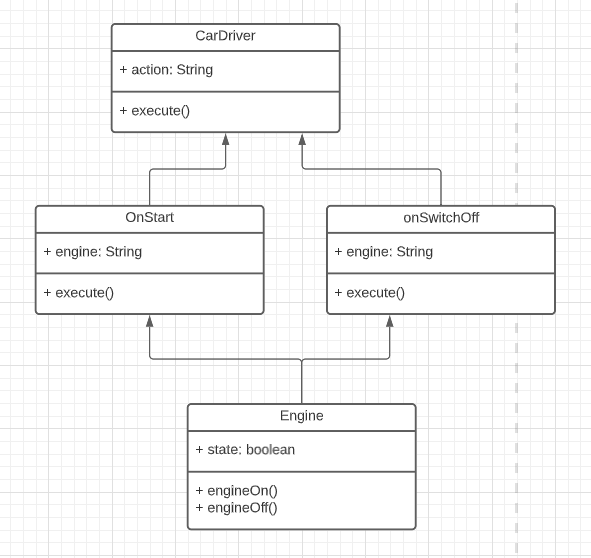 CarDriver
+ action: String
+ execute()
OnStart
+ engine: String
+ execute()
onSwitchOff
+ engine: String
+ execute()
Engine
+ state: boolean
+ engineOn()
+ engineOff()